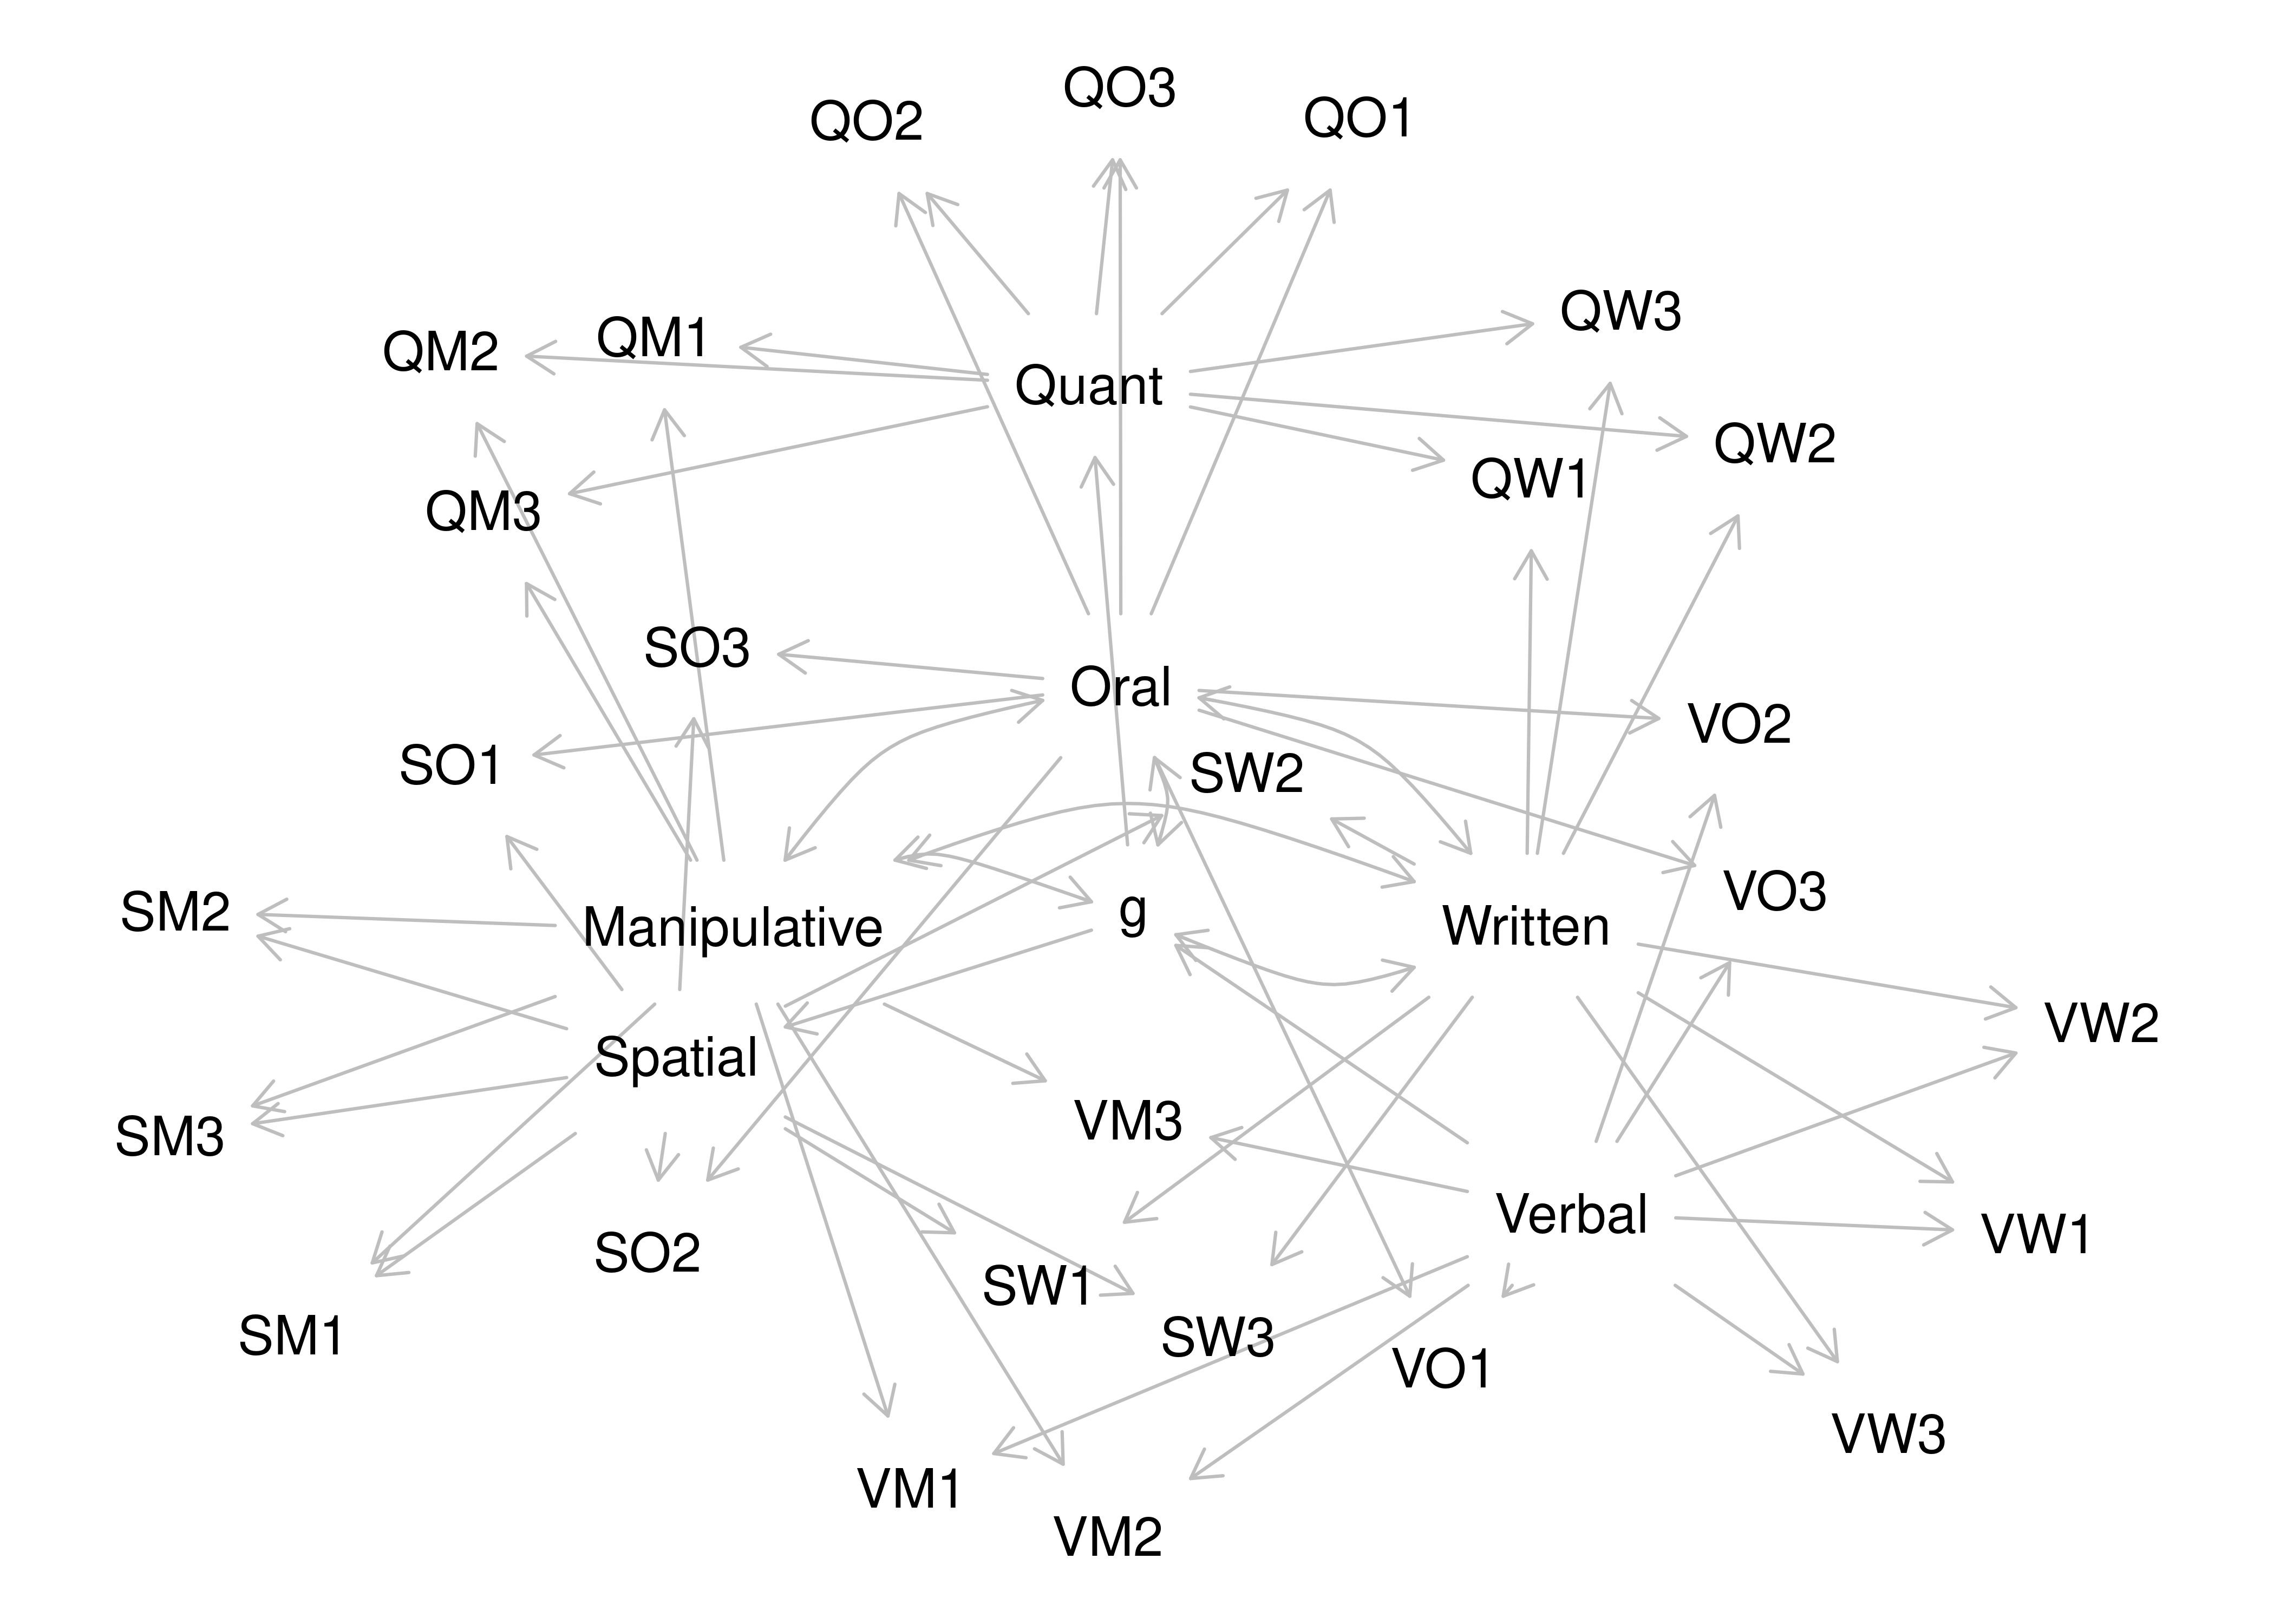 QO3
QO2
QO1
QW3
QM1
QM2
Quant
QW2
QW1
QM3
SO3
Oral
VO2
SO1
SW2
VO3
SM2
g
Manipulative
Written
VW2
Spatial
VM3
SM3
Verbal
VW1
SO2
SW1
SM1
SW3
VO1
VW3
VM1
VM2